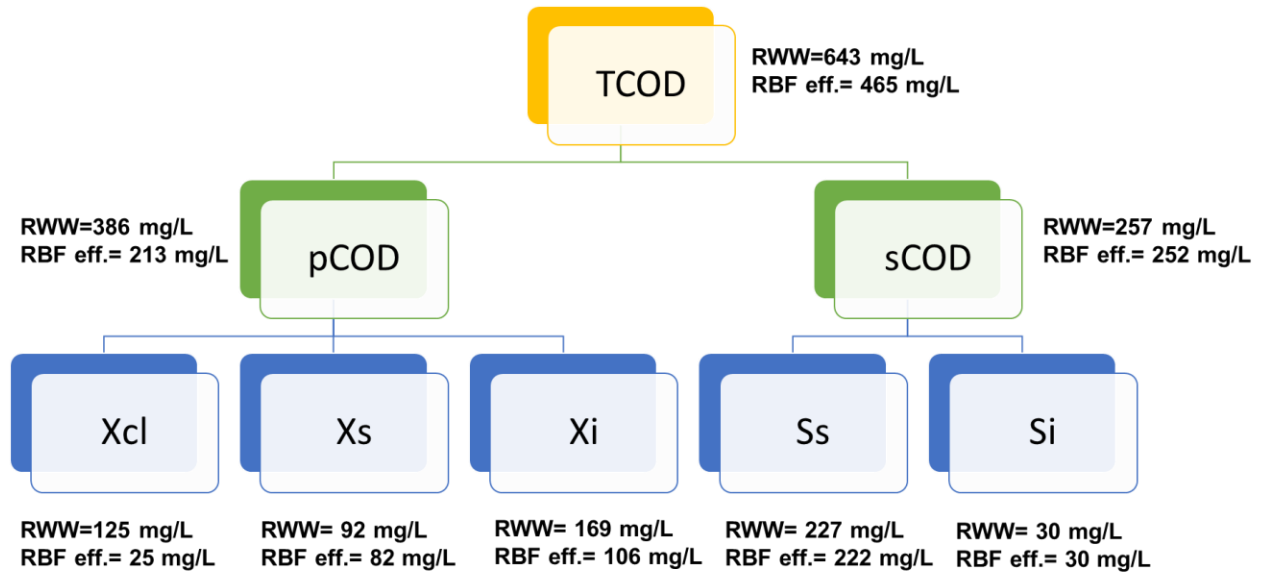 TCOD
RWW=643 mg/L
RBF eff.= 465 mg/L
RWW=386 mg/L
RBF eff.= 213 mg/L
pCOD
sCOD
RWW=257 mg/L
RBF eff.= 252 mg/L
Xcl
Xs
Xi
Ss
Si
RWW=125 mg/L
RBF eff.= 25 mg/L
RWW= 92 mg/L
RBF eff.= 82 mg/L
RWW= 169 mg/L
RBF eff.= 106 mg/L
RWW= 227 mg/L
RBF eff.= 222 mg/L
RWW= 30 mg/L
RBF eff.= 30 mg/L